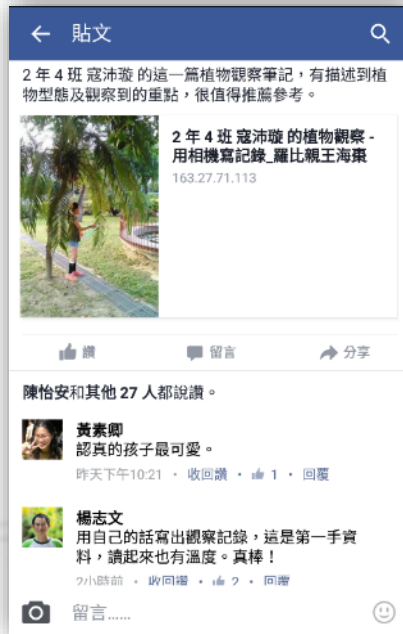 貼文
2 年 4 班 寇沛璇 的這一篇植物觀察筆記，有描述到植
物型態及觀察到的重點，很值得推薦參考。
2 年 4 班 寇沛璇 的植物觀察 -
用相機寫記錄_羅比親王海棗
163.27.71.113
讚 留言 分享
陳怡安和其他 27 人都說讚。
黃素卿
認真的孩子最可愛。
昨天下午10:21 · 收回讚 · 1 · 回覆
楊志文
用自己的話寫出觀察記錄，這是第一手資
料，讀起來也有溫度。真棒！
2小時前 · 收回讚 · 2 · 回覆
留言……